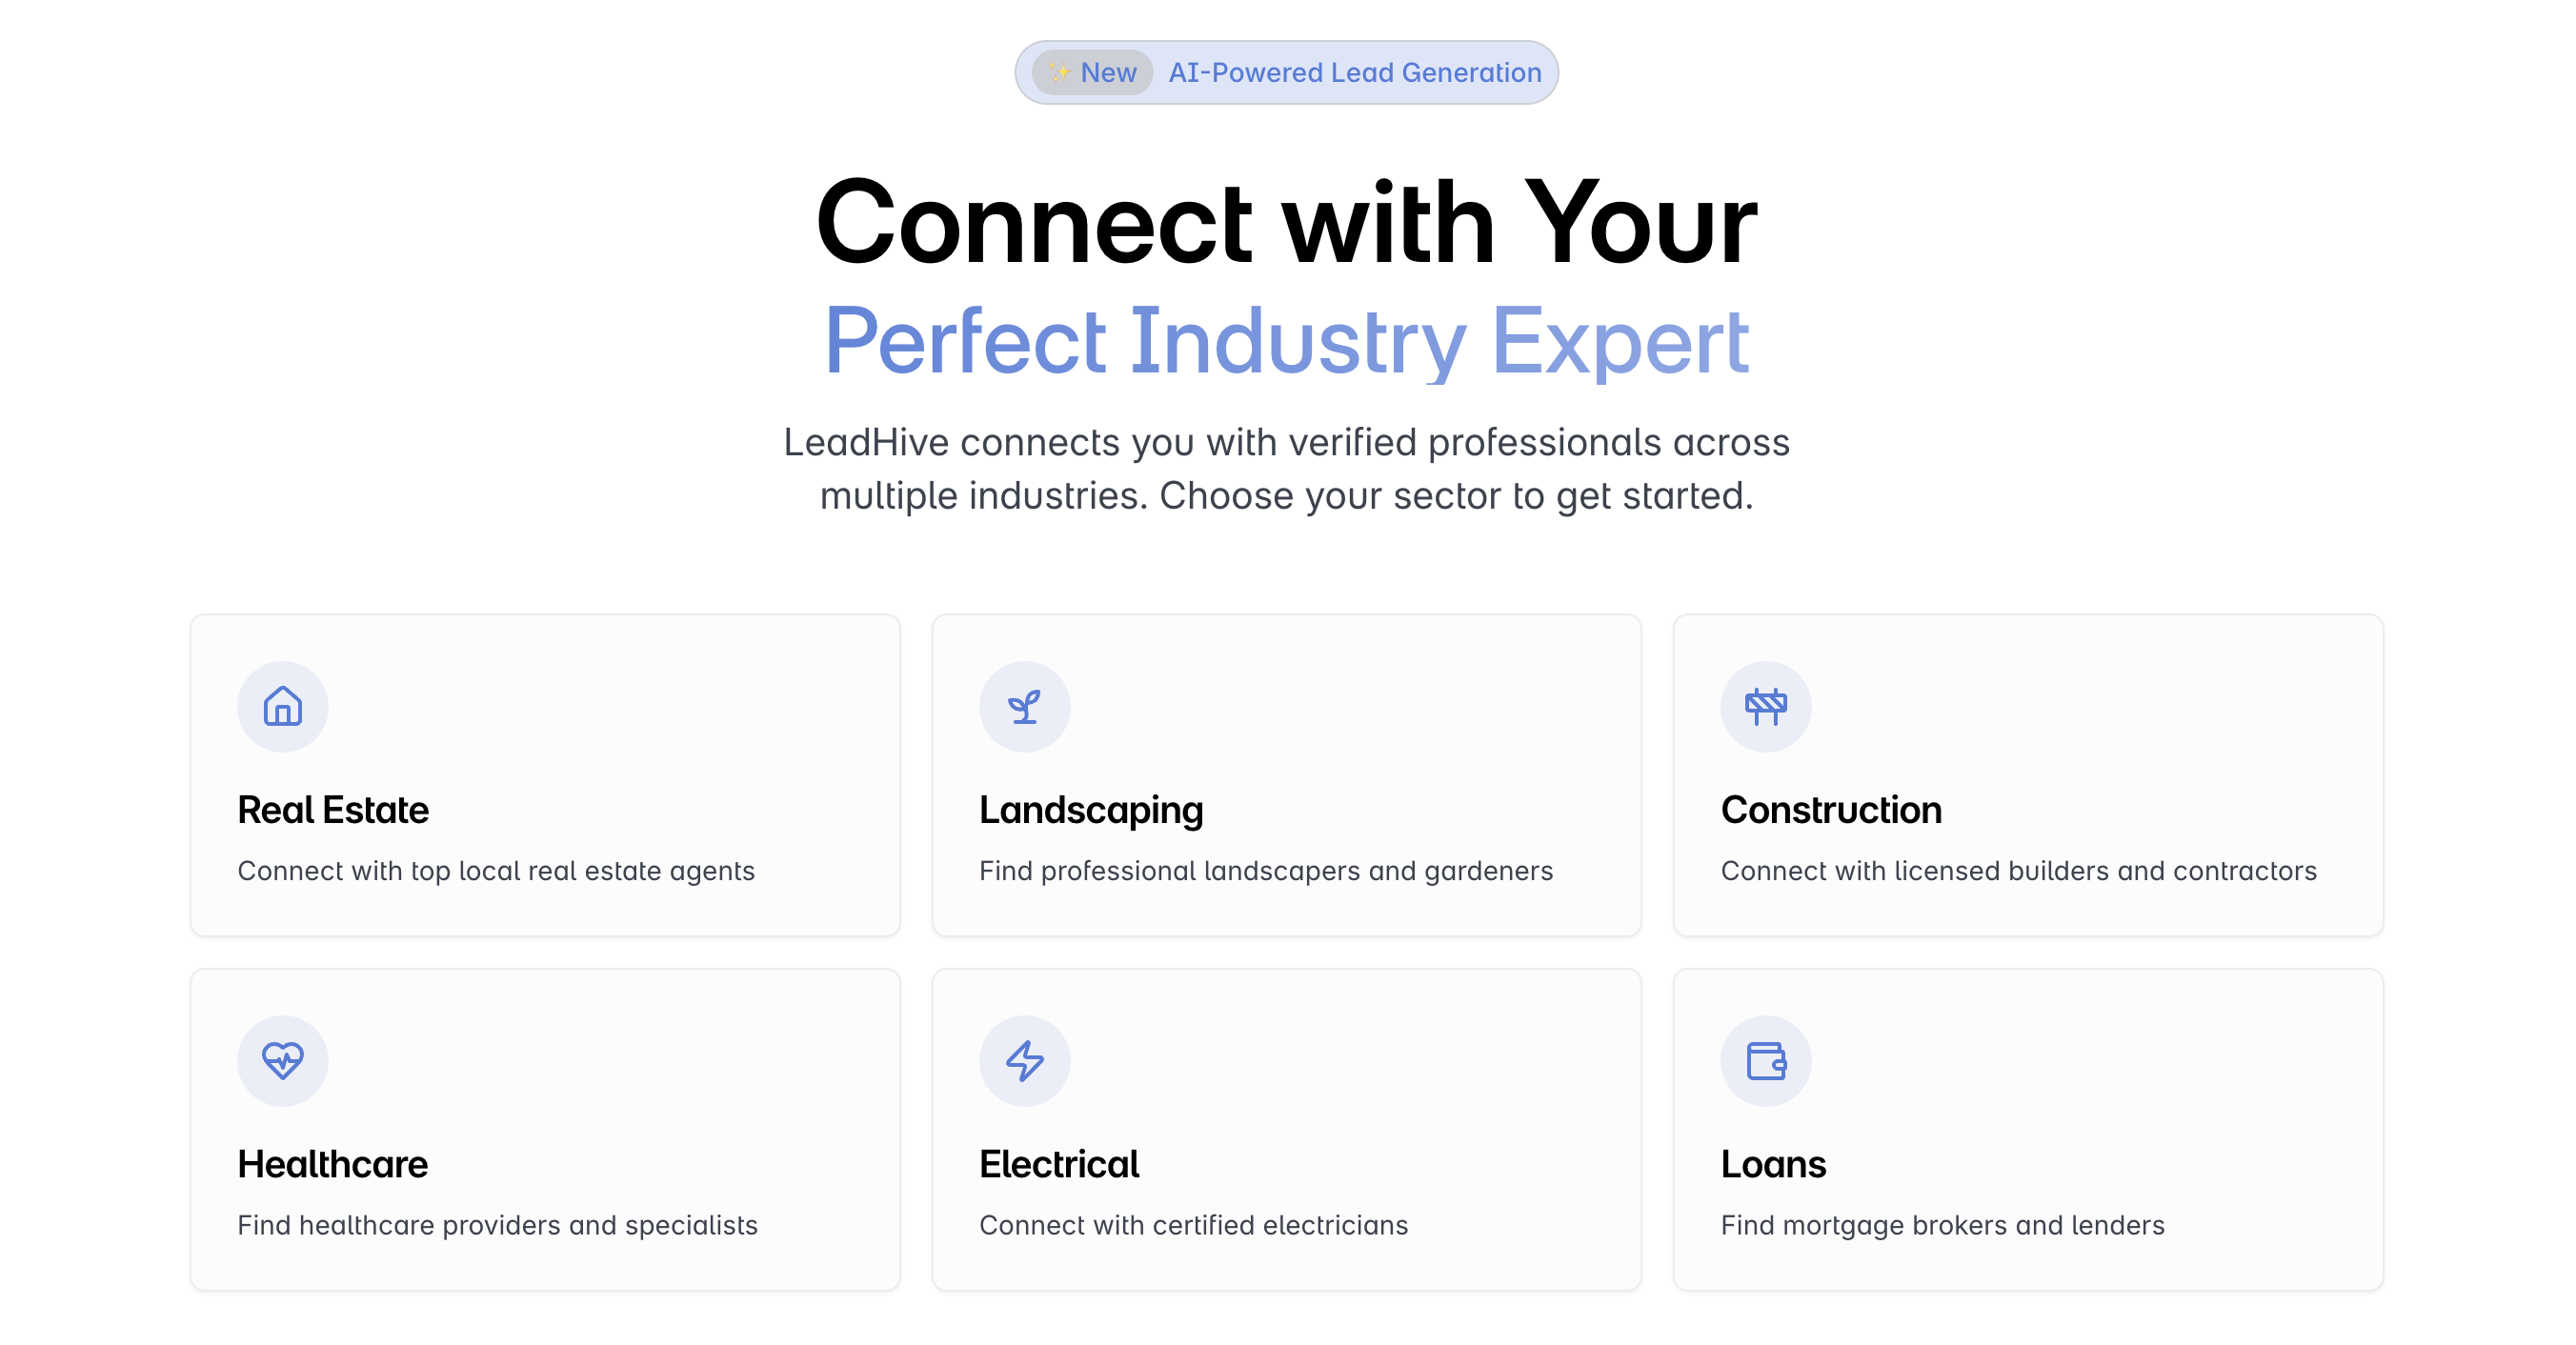 ✨ New AI-Powered Lead Generation
Connect with Your
Perfect Industry Expert
LeadHive connects you with verified professionals across
multiple industries. Choose your sector to get started.
Real Estate
Connect with top local real estate agents
Landscaping
Find professional landscapers and gardeners
Construction
Connect with licensed builders and contractors
Healthcare
Find healthcare providers and specialists
Electrical
Connect with certified electricians
Loans
Find mortgage brokers and lenders